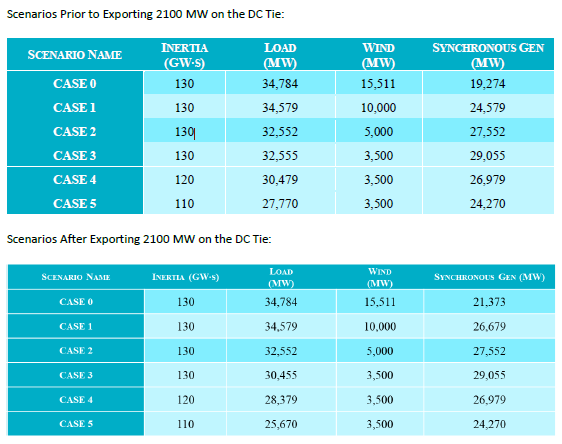 Scenarios Prior to Exporting 2100 MW on the DC Tie:
SCENARIO NAME INERTIA (GW·S) LOAD (MW) WIND (MW) SYNCHRONOUS GEN (MW)
CASE 0 130 34,784 15,511 19,274
CASE 1 130 34,579 10,000 24,579
CASE 2 130 32,552 5,000 27,552
CASE 3 130 32,555 3,500 29,055
CASE 4 120 30,479 3,500 26,979
CASE 5 110 27,770 3,500 24,270
Scenarios After Exporting 2100 MW on the DC Tie:
SCENARIO NAME INERTIA (GW·S) LOAD (MW) WIND (MW) SYNCHRONOUS GEN (MW)
CASE 0 130 34,784 15,511 21,373
CASE 1 130 34,579 10,000 26,679
CASE 2 130 32,552 5,000 27,552
CASE 3 130 30,455 3,500 29,055
CASE 4 120 28,379 3,500 26,979
CASE 5 110 25,670 3,500 24,270